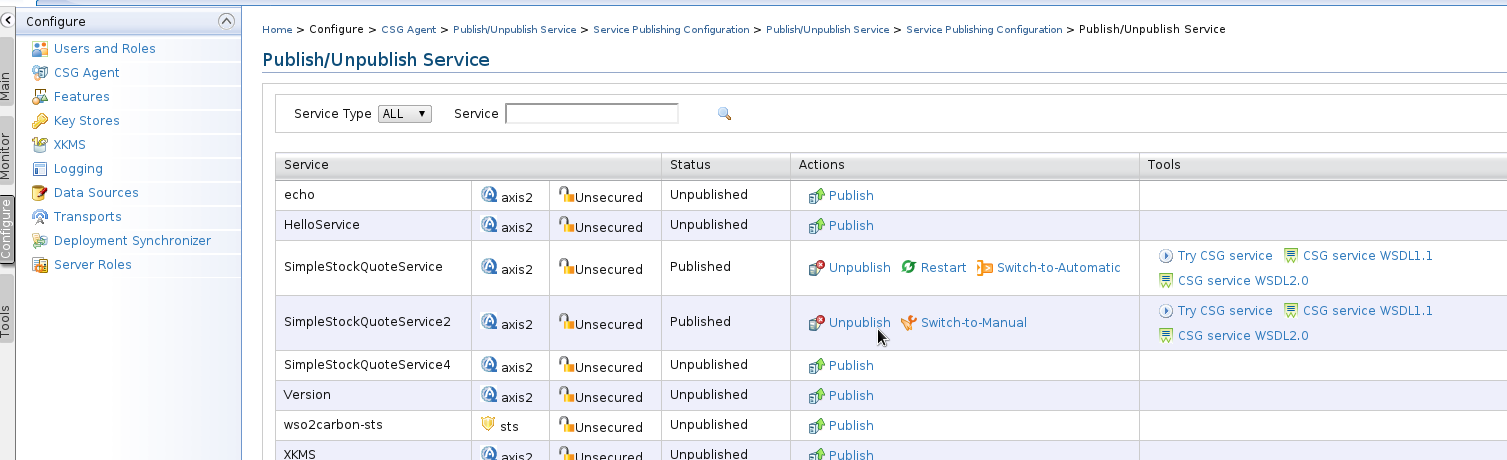 Configure
Main
Monitor
Configure
Tools
Users and Roles
CSG Agent
Features
Key Stores
XKMS
Logging
Data Sources
Transports
Deployment Synchronizer
Server Roles
Home > Configure > CSG Agent > Publish/Unpublish Service > Service Publishing Configuration > Publish/Unpublish Service > Service Publishing Configuration > Publish/Unpublish Service
Publish/Unpublish Service
Service Type ALL Service
Service Status Actions Tools
echo axis2 Unsecured Unpublished Publish
HelloService axis2 Unsecured Unpublished Publish
SimpleStockQuoteService axis2 Unsecured Published Unpublish Restart Switch-to-Automatic Try CSG service CSG service WSDL1.1
CSG service WSDL2.0
SimpleStockQuoteService2 axis2 Unsecured Published Unpublish Switch-to-Manual Try CSG service CSG service WSDL1.1
CSG service WSDL2.0
SimpleStockQuoteService4 axis2 Unsecured Unpublished Publish
Version axis2 Unsecured Unpublished Publish
wso2carbon-sts sts Unsecured Unpublished Publish
XKMS axis2 Unsecured Unpublished Publish